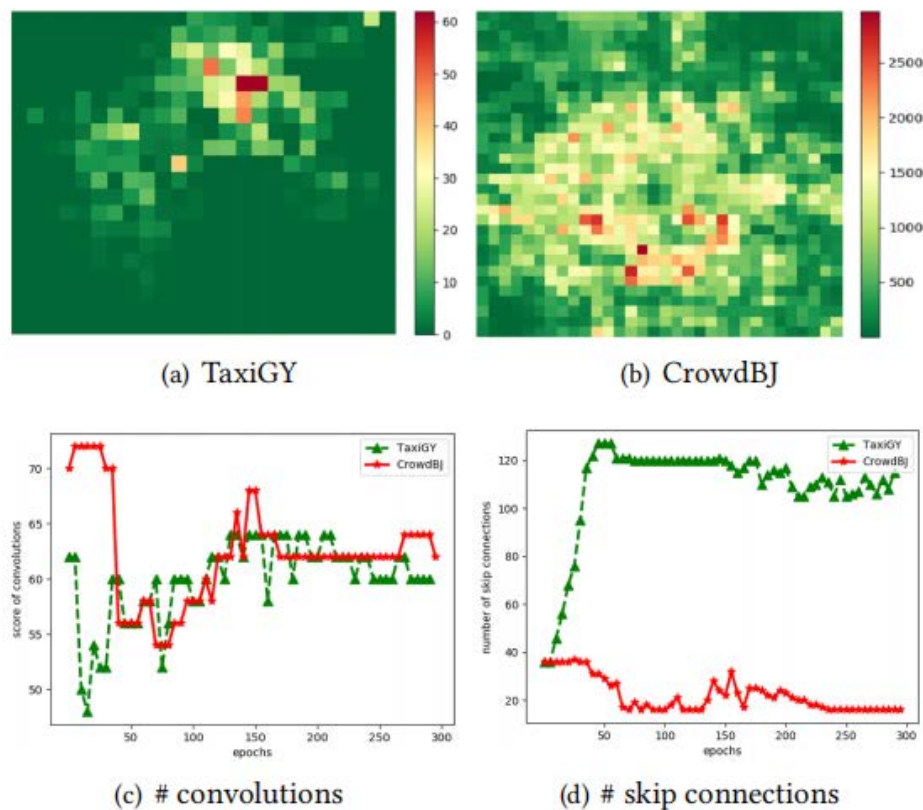 60
50
40
30
20
10
0
2500
2000
1500
1000
500
(a) TaxiGY
(b) CrowdBJ
TaxiGY
CrowdBJ
70
65
60
55
50
score of convolutions
50
100
150
200
250
300
epochs
(c) # convolutions
TaxiGY
CrowdBJ
120
100
80
60
40
20
number of skip connections
50
100
150
200
250
300
epochs
(d) # skip connections